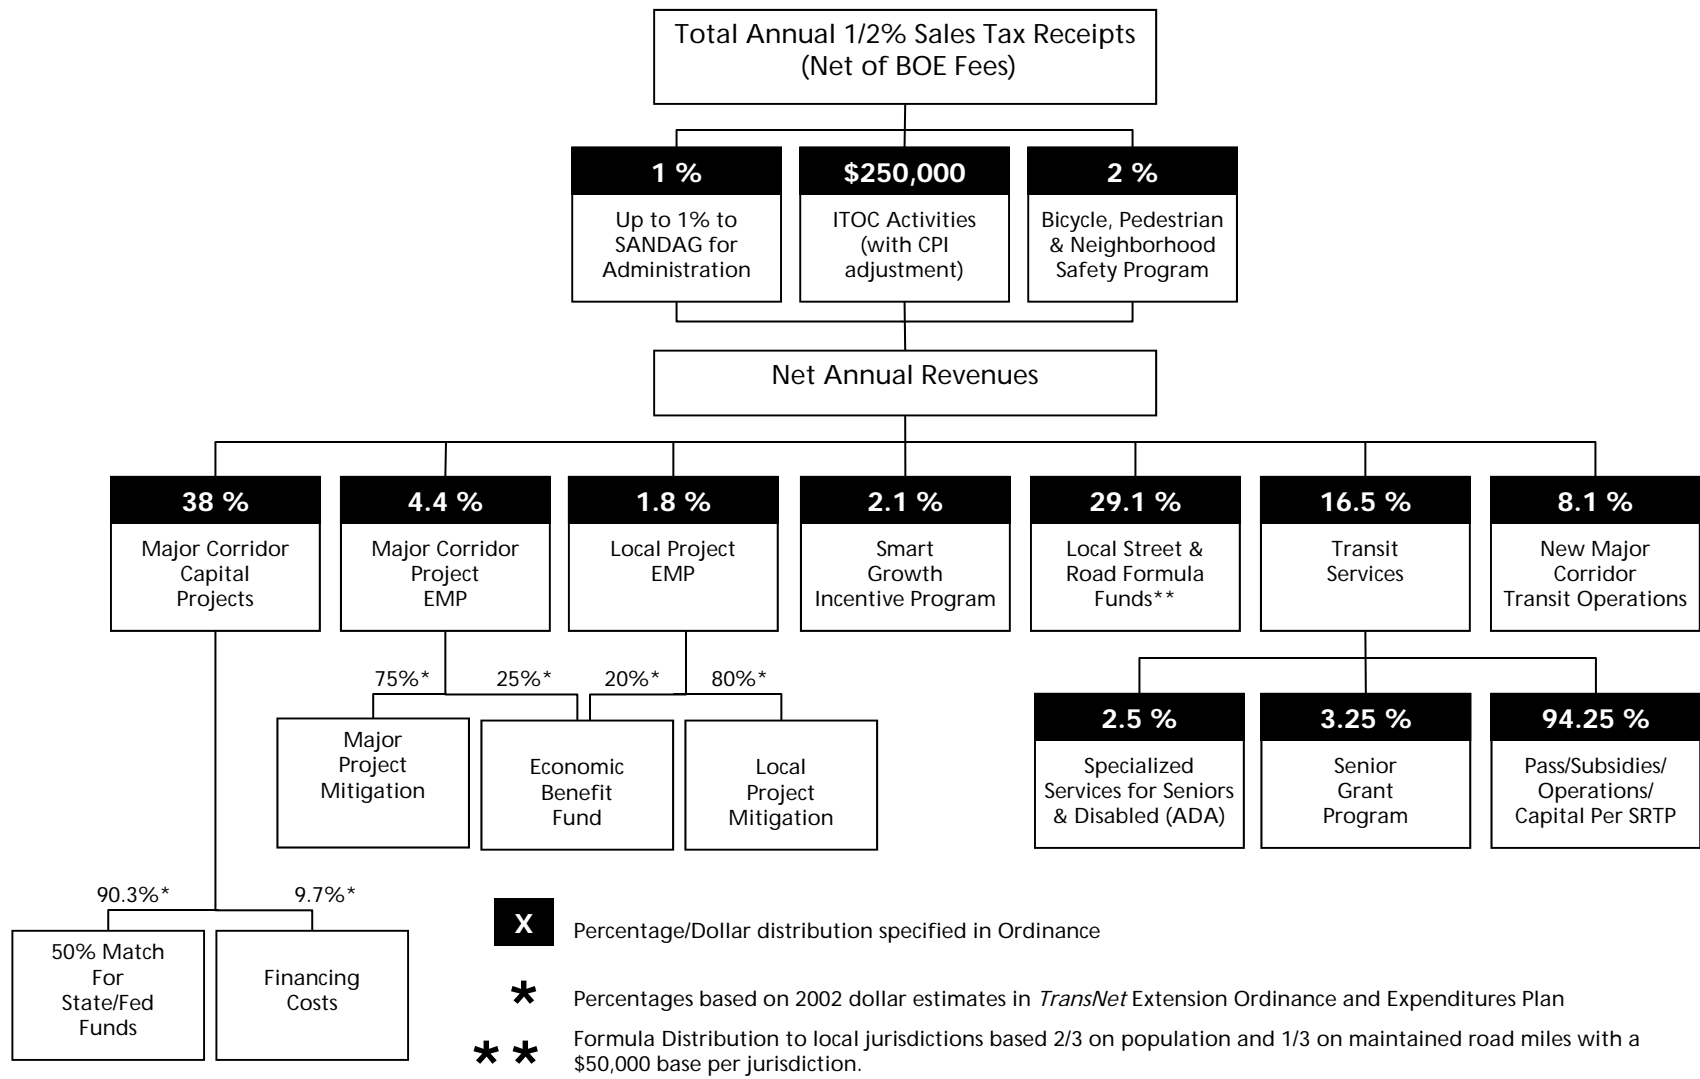 Total Annual 1/2% Sales Tax Receipts
(Net of BOE Fees)
1 %
Up to 1% to
SANDAG for
Administration
$250,000
ITOC Activities
(with CPI
adjustment)
2 %
Bicycle, Pedestrian
& Neighborhood
Safety Program
Net Annual Revenues
38 %
Major Corridor
Capital
Projects
4.4 %
Major Corridor
Project
EMP
1.8 %
Local Project
EMP
2.1 %
Smart
Growth
Incentive Program
29.1 %
Local Street &
Road Formula
Funds**
16.5 %
Transit
Services
8.1 %
New Major
Corridor
Transit Operations
75%*
25%*
20%*
80%*
Major
Project
Mitigation
Economic
Benefit
Fund
Local
Project
Mitigation
2.5 %
Specialized
Services for Seniors
& Disabled (ADA)
3.25 %
Senior
Grant
Program
94.25 %
Pass/Subsidies/
Operations/
Capital Per SRTP
90.3%*
9.7%*
50% Match
For
State/Fed
Funds
Financing
Costs
X Percentage/Dollar distribution specified in Ordinance
* Percentages based on 2002 dollar estimates in TransNet Extension Ordinance and Expenditures Plan
** Formula Distribution to local jurisdictions based 2/3 on population and 1/3 on maintained road miles with a
$50,000 base per jurisdiction.